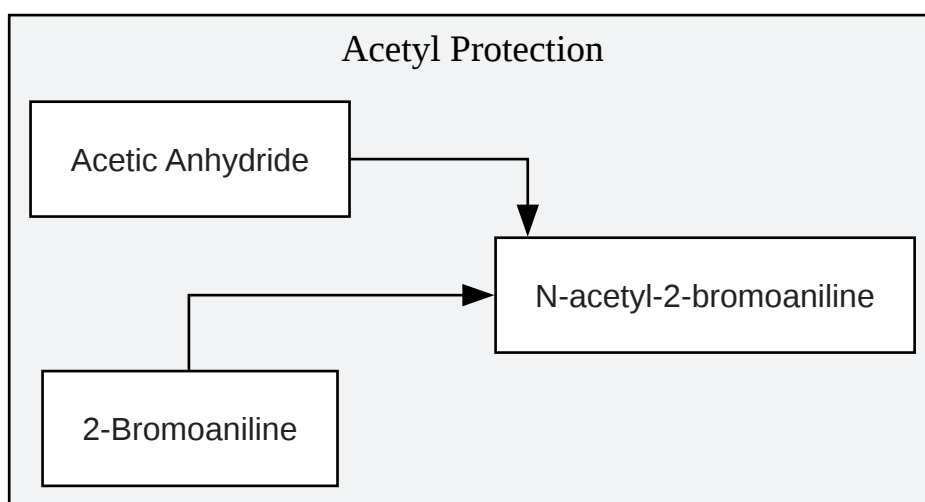 Acetyl Protection
Acetic Anhydride
N-acetyl-2-bromoaniline
2-Bromoaniline